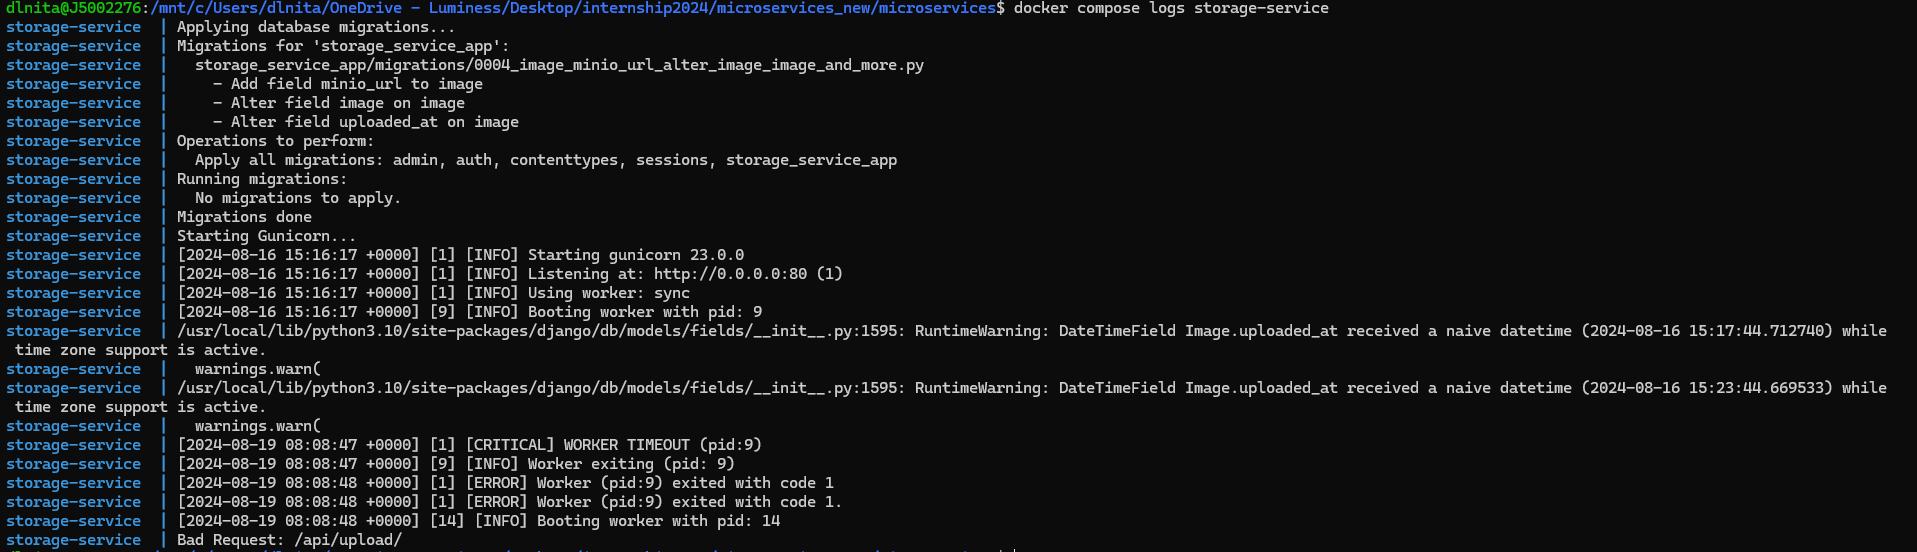 dlnita@J5002276:/mnt/c/Users/dlnita/OneDrive - Luminess/Desktop/internship2024/microservices_new/microservices$ docker compose logs storage-service
storage-service  | Applying database migrations...
storage-service  | Migrations for 'storage_service_app':
storage-service  |   storage_service_app/migrations/0004_image_minio_url_alter_image_image_and_more.py
storage-service  |     - Add field minio_url to image
storage-service  |     - Alter field image on image
storage-service  |     - Alter field uploaded_at on image
storage-service  | Operations to perform:
storage-service  |   Apply all migrations: admin, auth, contenttypes, sessions, storage_service_app
storage-service  | Running migrations:
storage-service  |   No migrations to apply.
storage-service  | Migrations done
storage-service  | Starting Gunicorn...
storage-service  | [2024-08-16 15:16:17 +0000] [1] [INFO] Starting gunicorn 23.0.0
storage-service  | [2024-08-16 15:16:17 +0000] [1] [INFO] Listening at: http://0.0.0.0:80 (1)
storage-service  | [2024-08-16 15:16:17 +0000] [1] [INFO] Using worker: sync
storage-service  | [2024-08-16 15:16:17 +0000] [9] [INFO] Booting worker with pid: 9
storage-service  | /usr/local/lib/python3.10/site-packages/django/db/models/fields/__init__.py:1595: RuntimeWarning: DateTimeField Image.uploaded_at received a naive datetime (2024-08-16 15:17:44.712740) while
 time zone support is active.
storage-service  |   warnings.warn(
storage-service  | /usr/local/lib/python3.10/site-packages/django/db/models/fields/__init__.py:1595: RuntimeWarning: DateTimeField Image.uploaded_at received a naive datetime (2024-08-16 15:23:44.669533) while
 time zone support is active.
storage-service  |   warnings.warn(
storage-service  | [2024-08-19 08:08:47 +0000] [1] [CRITICAL] WORKER TIMEOUT (pid:9)
storage-service  | [2024-08-19 08:08:47 +0000] [9] [INFO] Worker exiting (pid: 9)
storage-service  | [2024-08-19 08:08:48 +0000] [1] [ERROR] Worker (pid:9) exited with code 1
storage-service  | [2024-08-19 08:08:48 +0000] [1] [ERROR] Worker (pid:9) exited with code 1.
storage-service  | [2024-08-19 08:08:48 +0000] [14] [INFO] Booting worker with pid: 14
storage-service  | Bad Request: /api/upload/